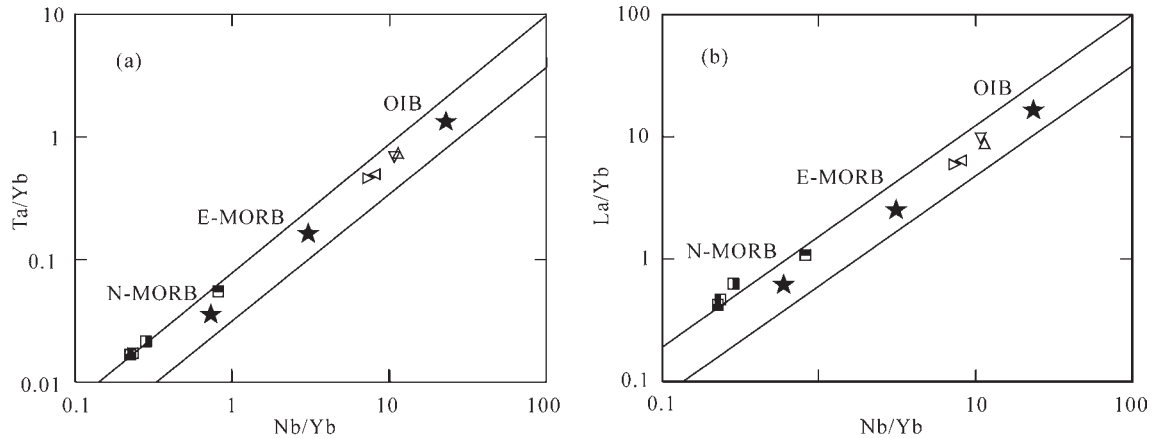 10
(a)
OIB
1
E-MORB
0.1
N-MORB
0.01
0.1
1
10
100
Ta/Yb
Nb/Yb
100
(b)
OIB
10
E-MORB
N-MORB
1
0.1
0.1
10
100
La/Yb
Nb/Yb